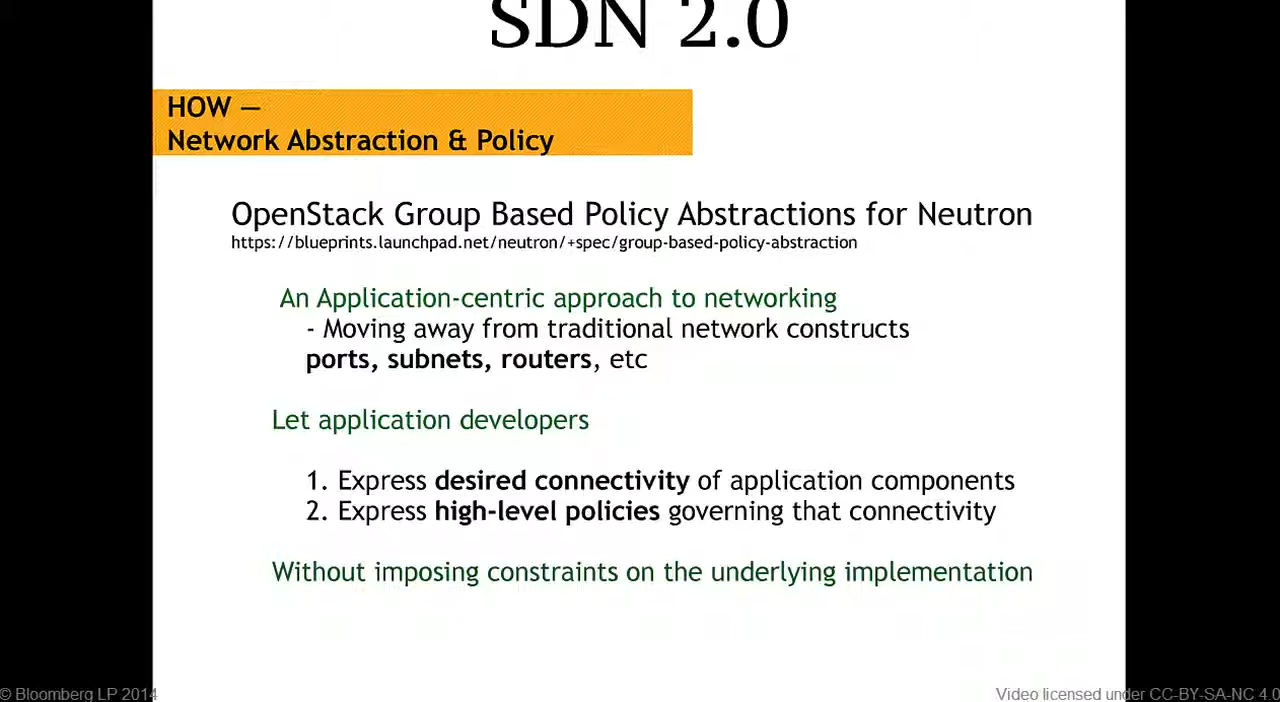 SDN 2.0
HOW —
Network Abstraction & Policy
OpenStack Group Based Policy Abstractions for Neutron
https://blueprints.launchpad.net/neutron/+spec/group-based-policy-abstraction
An Application-centric approach to networking
- Moving away from traditional network constructs
ports, subnets, routers, etc
Let application developers
1. Express desired connectivity of application components
2. Express high-level policies governing that connectivity
Without imposing constraints on the underlying implementation
© Bloomberg LP 2014
Video licensed under CC-BY-SA-NC 4.0